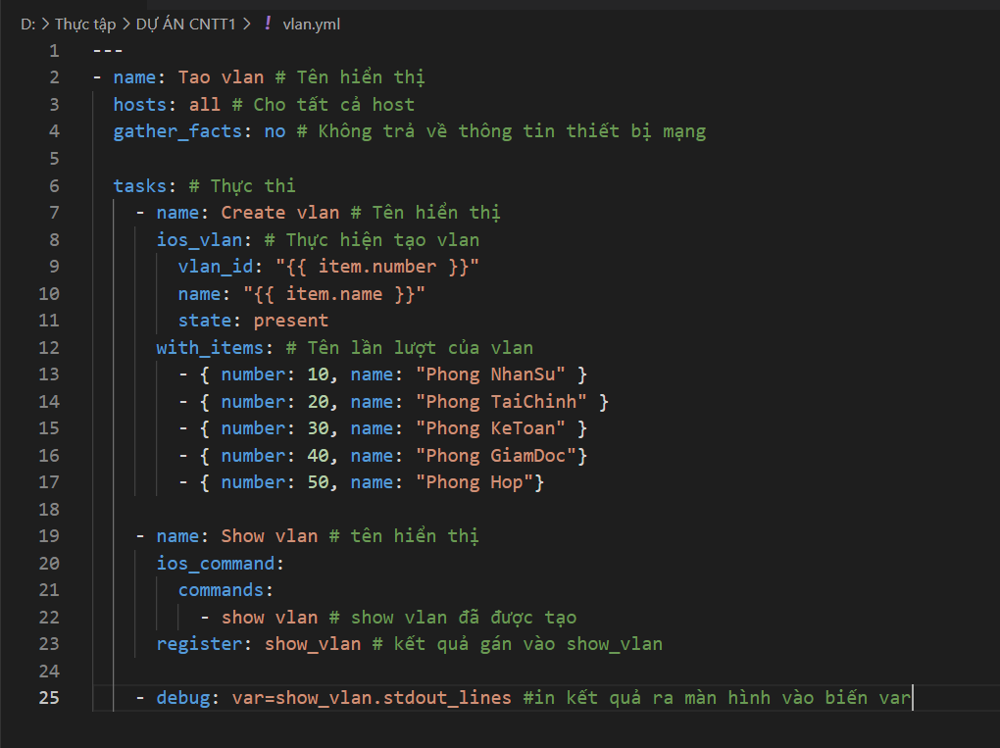 D: > Thực tập > DỰ ÁN CNTT1 > ! vlan.yml
1 ---
2 - name: Tao vlan # Tên hiển thị
3   hosts: all # Cho tất cả host
4   gather_facts: no # Không trả về thông tin thiết bị mạng
5
6   tasks: # Thực thi
7     - name: Create vlan # Tên hiển thị
8       ios_vlan: # Thực hiện tạo vlan
9         vlan_id: "{{ item.number }}"
10         name: "{{ item.name }}"
11         state: present
12       with_items: # Tên lần lượt của vlan
13         - { number: 10, name: "Phong NhanSu" }
14         - { number: 20, name: "Phong TaiChinh" }
15         - { number: 30, name: "Phong KeToan" }
16         - { number: 40, name: "Phong GiamDoc"}
17         - { number: 50, name: "Phong Hop"}
18
19     - name: Show vlan # tên hiển thị
20       ios_command:
21         commands:
22           - show vlan # show vlan đã được tạo
23       register: show_vlan # kết quả gán vào show_vlan
24
25     - debug: var=show_vlan.stdout_lines #in kết quả ra màn hình vào biến var